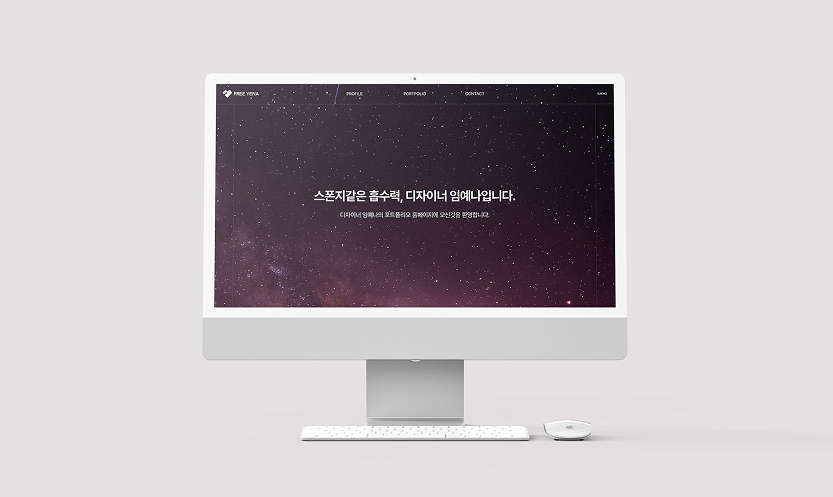 FREE YENA
PROFILE
PORTFOLIO
CONTACT
스폰지같은 흡수력, 디자이너 임예나입니다.
디자이너 임예나의 포트폴리오 홈페이지에 오신것을 환영합니다.